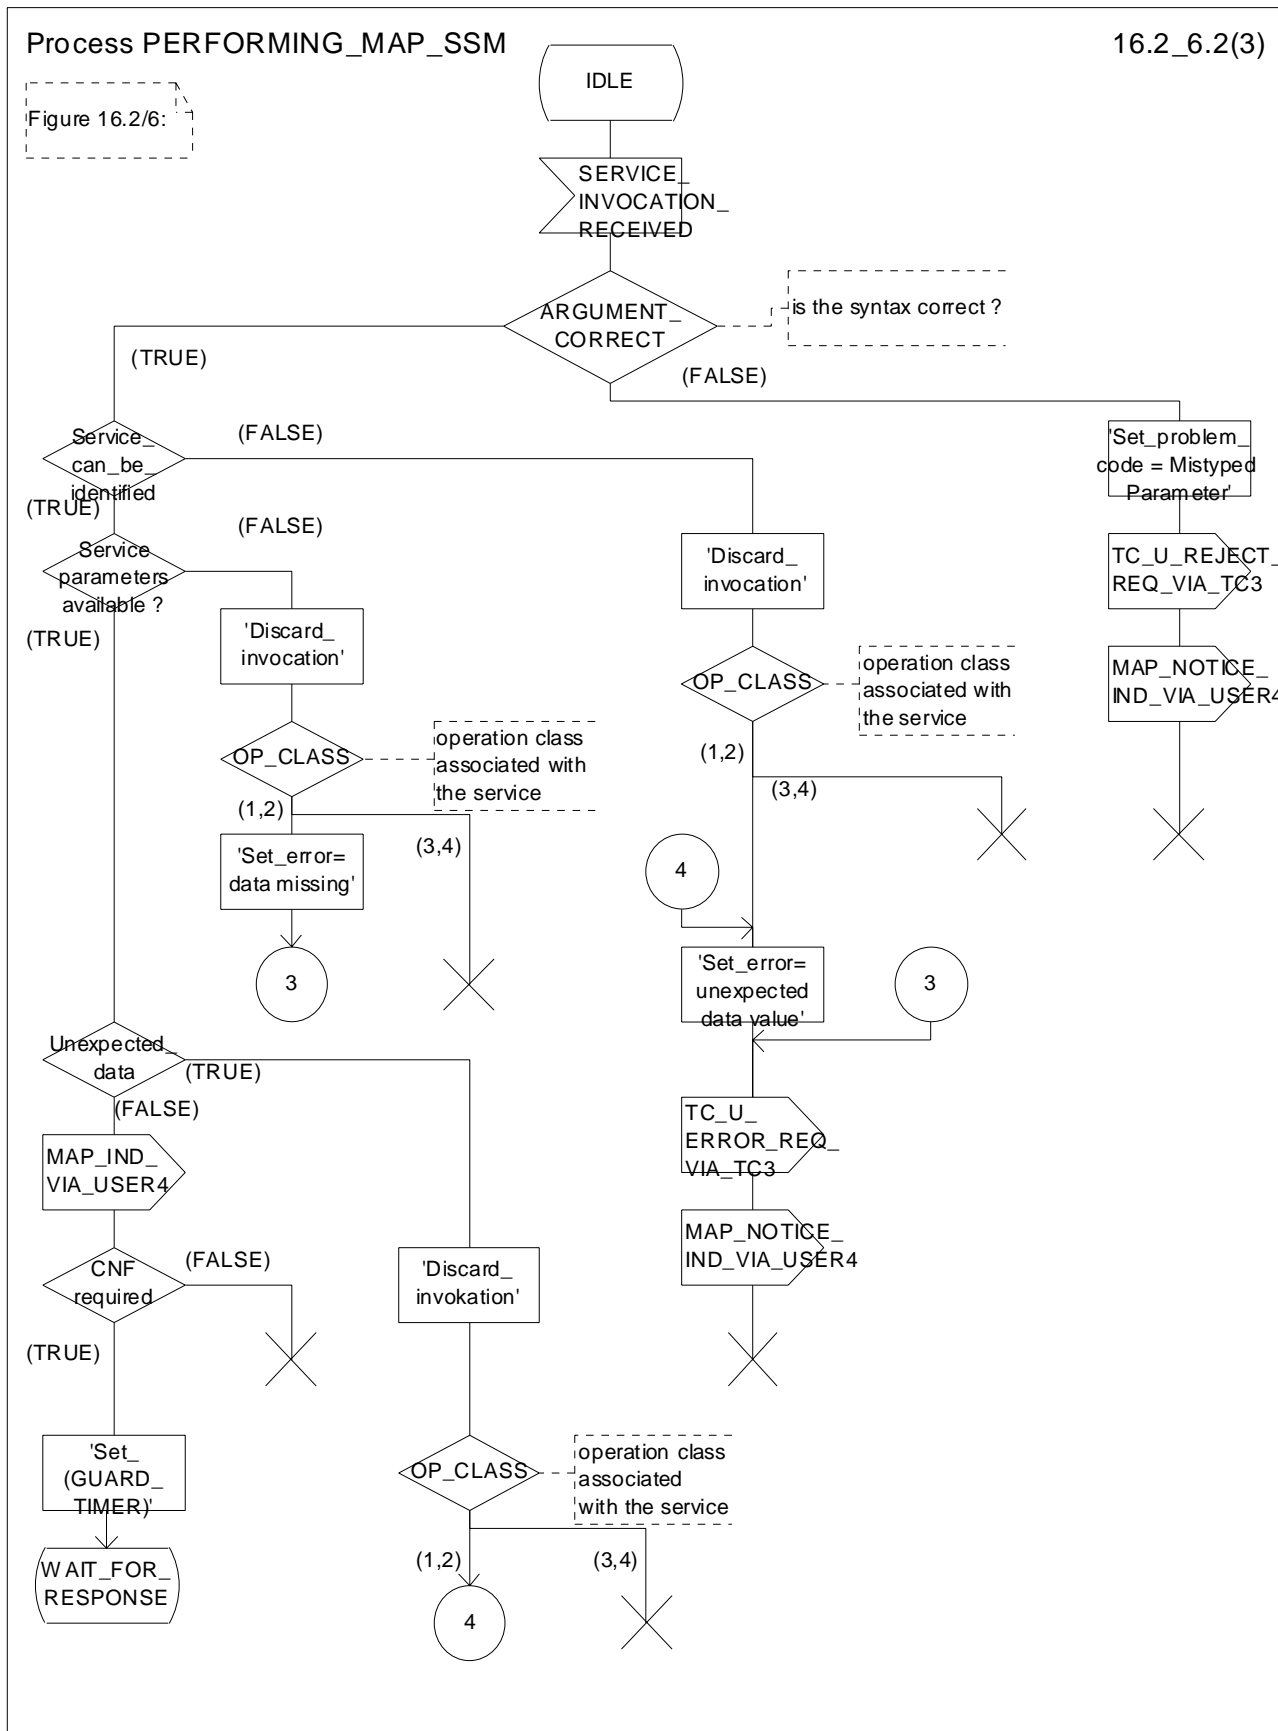 Process PERFORMING_MAP_SSM
16.2_6.2(3)
Figure 16.2/6:
IDLE
SERVICE_
INVOCATION_
RECEIVED
ARGUMENT_
CORRECT
is the syntax correct ?
(TRUE)
(FALSE)
Service_
can_be_
identified
(FALSE)
(TRUE)
'Set_problem_
code = Mistyped
Parameter'
Service
parameters
available ?
(FALSE)
(TRUE)
'Discard_
invocation'
TC_U_REJECT_
REQ_VIA_TC3
'Discard_
invocation'
OP_CLASS
operation class
associated with
the service
MAP_NOTICE_
IND_VIA_USER4
OP_CLASS
operation class
associated with
the service
(1,2)
(3,4)
(1,2)
(3,4)
'Set_error=
data missing'
4
3
'Set_error=
unexpected
data value'
3
Unexpected_
data
(TRUE)
(FALSE)
MAP_IND_
VIA_USER4
TC_U_
ERROR_REQ_
VIA_TC3
MAP_NOTICE_
IND_VIA_USER4
CNF
required
(FALSE)
(TRUE)
'Discard_
invokation'
'Set_
(GUARD_
TIMER)'
OP_CLASS
operation class
associated
with the service
(1,2)
(3,4)
WAIT_FOR_
RESPONSE
4